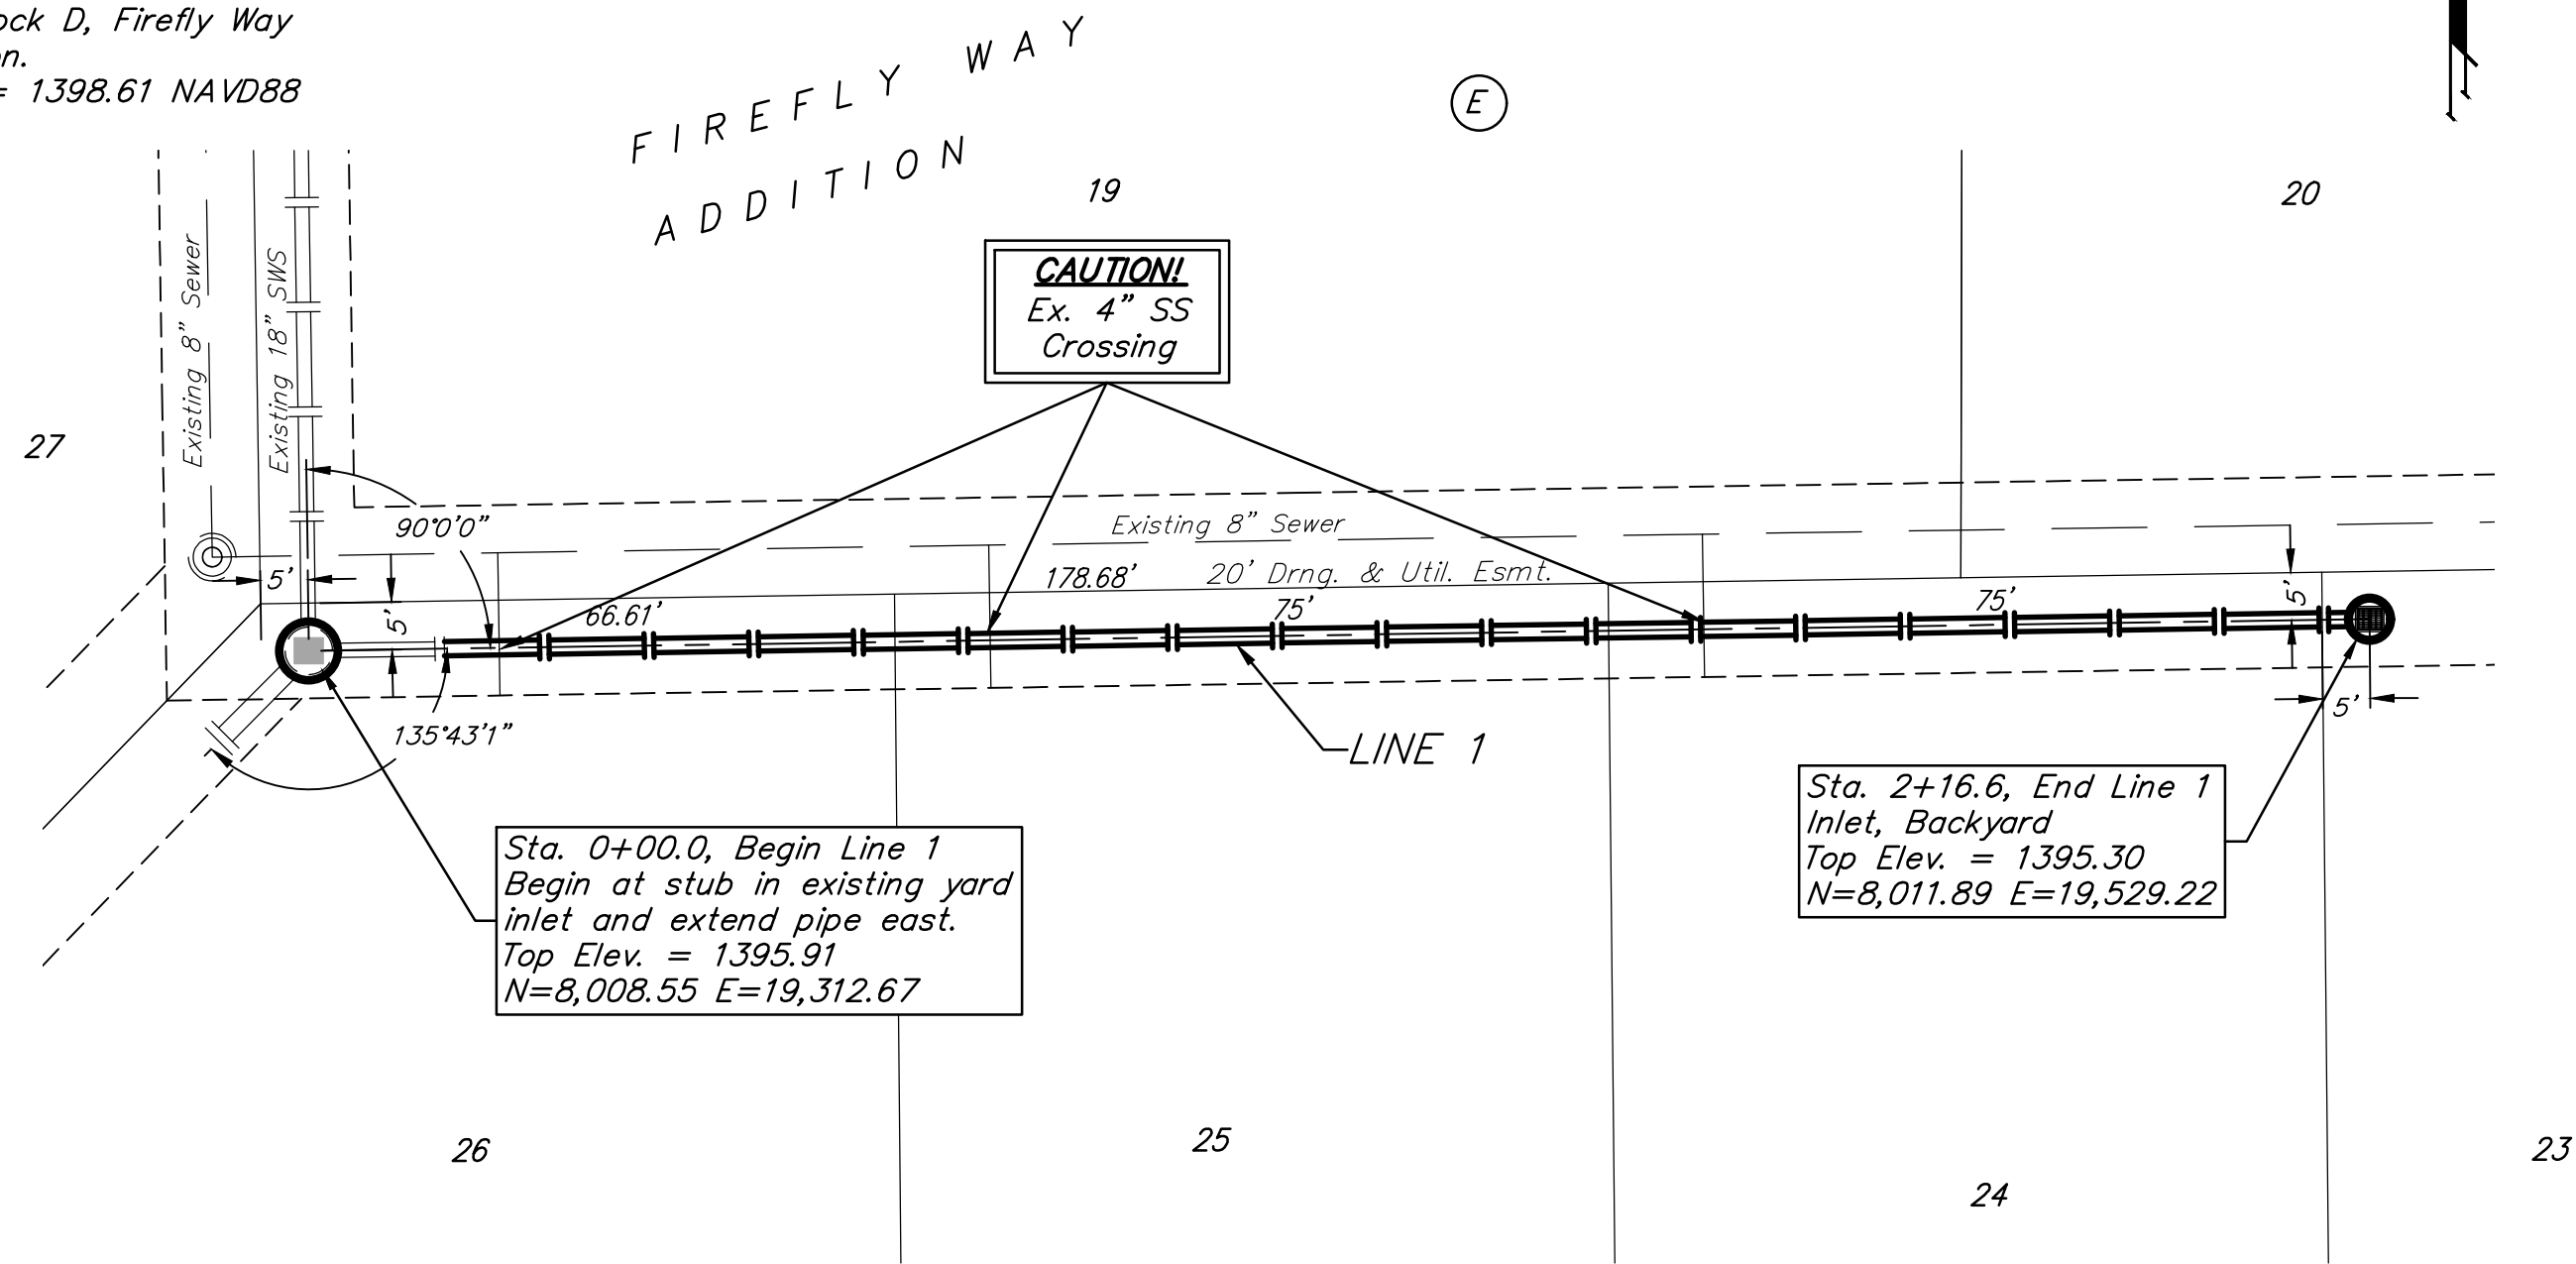 ock D, Firefly Way
on.
= 1398.61 NAVD88
FIREFLY WAY
ADDITION
E
19
20
CAUTION!
Ex. 4" SS
Crossing
Existing 8" Sewer
Existing 18" SWS
27
90°0'0"
Existing 8" Sewer
5'
178.68'
20' Drng. & Util. Esmt.
5'
66.61'
75'
75'
5'
135°43'1"
5'
LINE 1
Sta. 0+00.0, Begin Line 1
Begin at stub in existing yard
inlet and extend pipe east.
Top Elev. = 1395.91
N=8,008.55 E=19,312.67
Sta. 2+16.6, End Line 1
Inlet, Backyard
Top Elev. = 1395.30
N=8,011.89 E=19,529.22
26
25
24
23